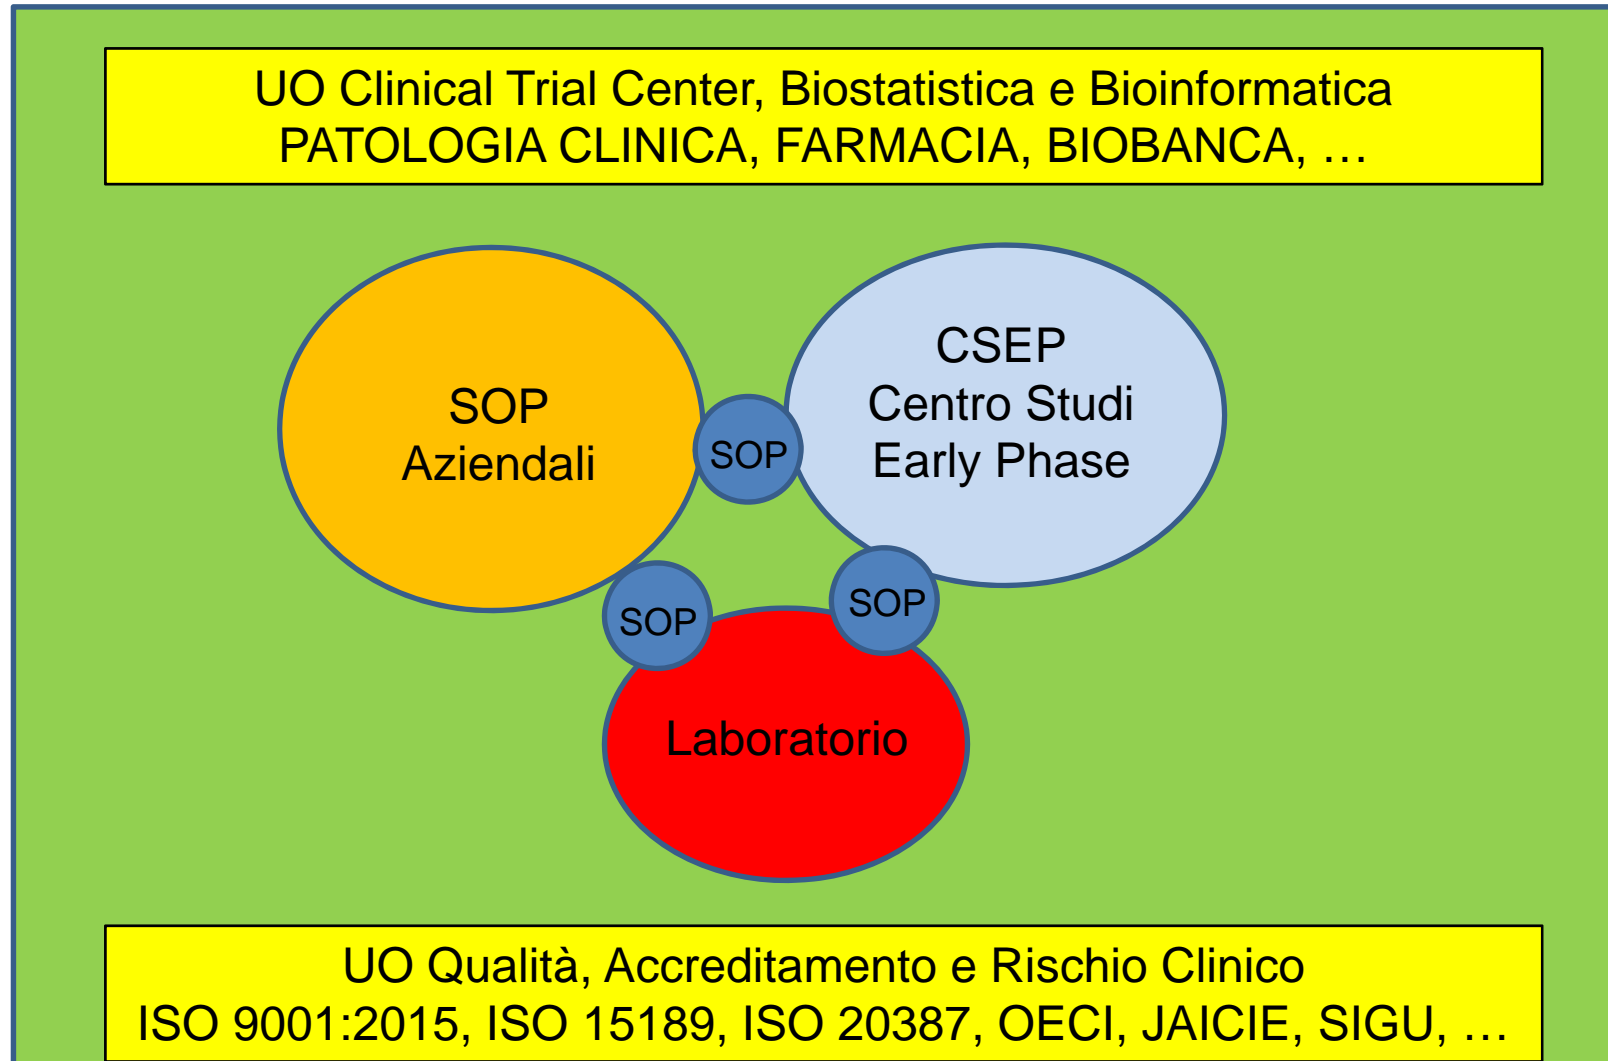 UO Clinical Trial Center, Biostatistica e Bioinformatica
PATOLOGIA CLINICA, FARMACIA, BIOBANCA, …
SOP
Aziendali
SOP
CSEP
Centro Studi
Early Phase
SOP
SOP
Laboratorio
UO Qualità, Accreditamento e Rischio Clinico
ISO 9001:2015, ISO 15189, ISO 20387, OECI, JAICIE, SIGU, …